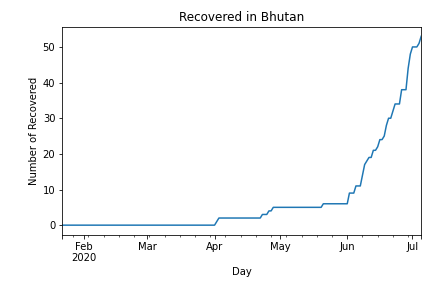 Recovered in Bhutan
Number of Recovered
50
40
30
20
10
0
Feb
2020
Mar
Apr
May
Jun
Jul
Day